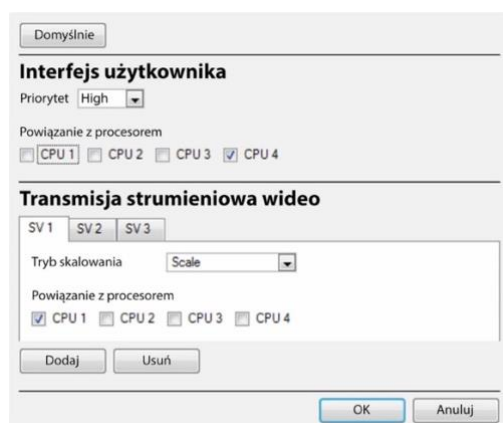 Domyślnie
Interfejs użytkownika
Priorytet High
Powiązanie z procesorem
CPU 1 CPU 2 CPU 3 CPU 4
Transmisja strumieniowa wideo
SV 1 SV 2 SV 3
Tryb skalowania Scale
Powiązanie z procesorem
CPU 1 CPU 2 CPU 3 CPU 4
Dodaj Usuń
OK Anuluj